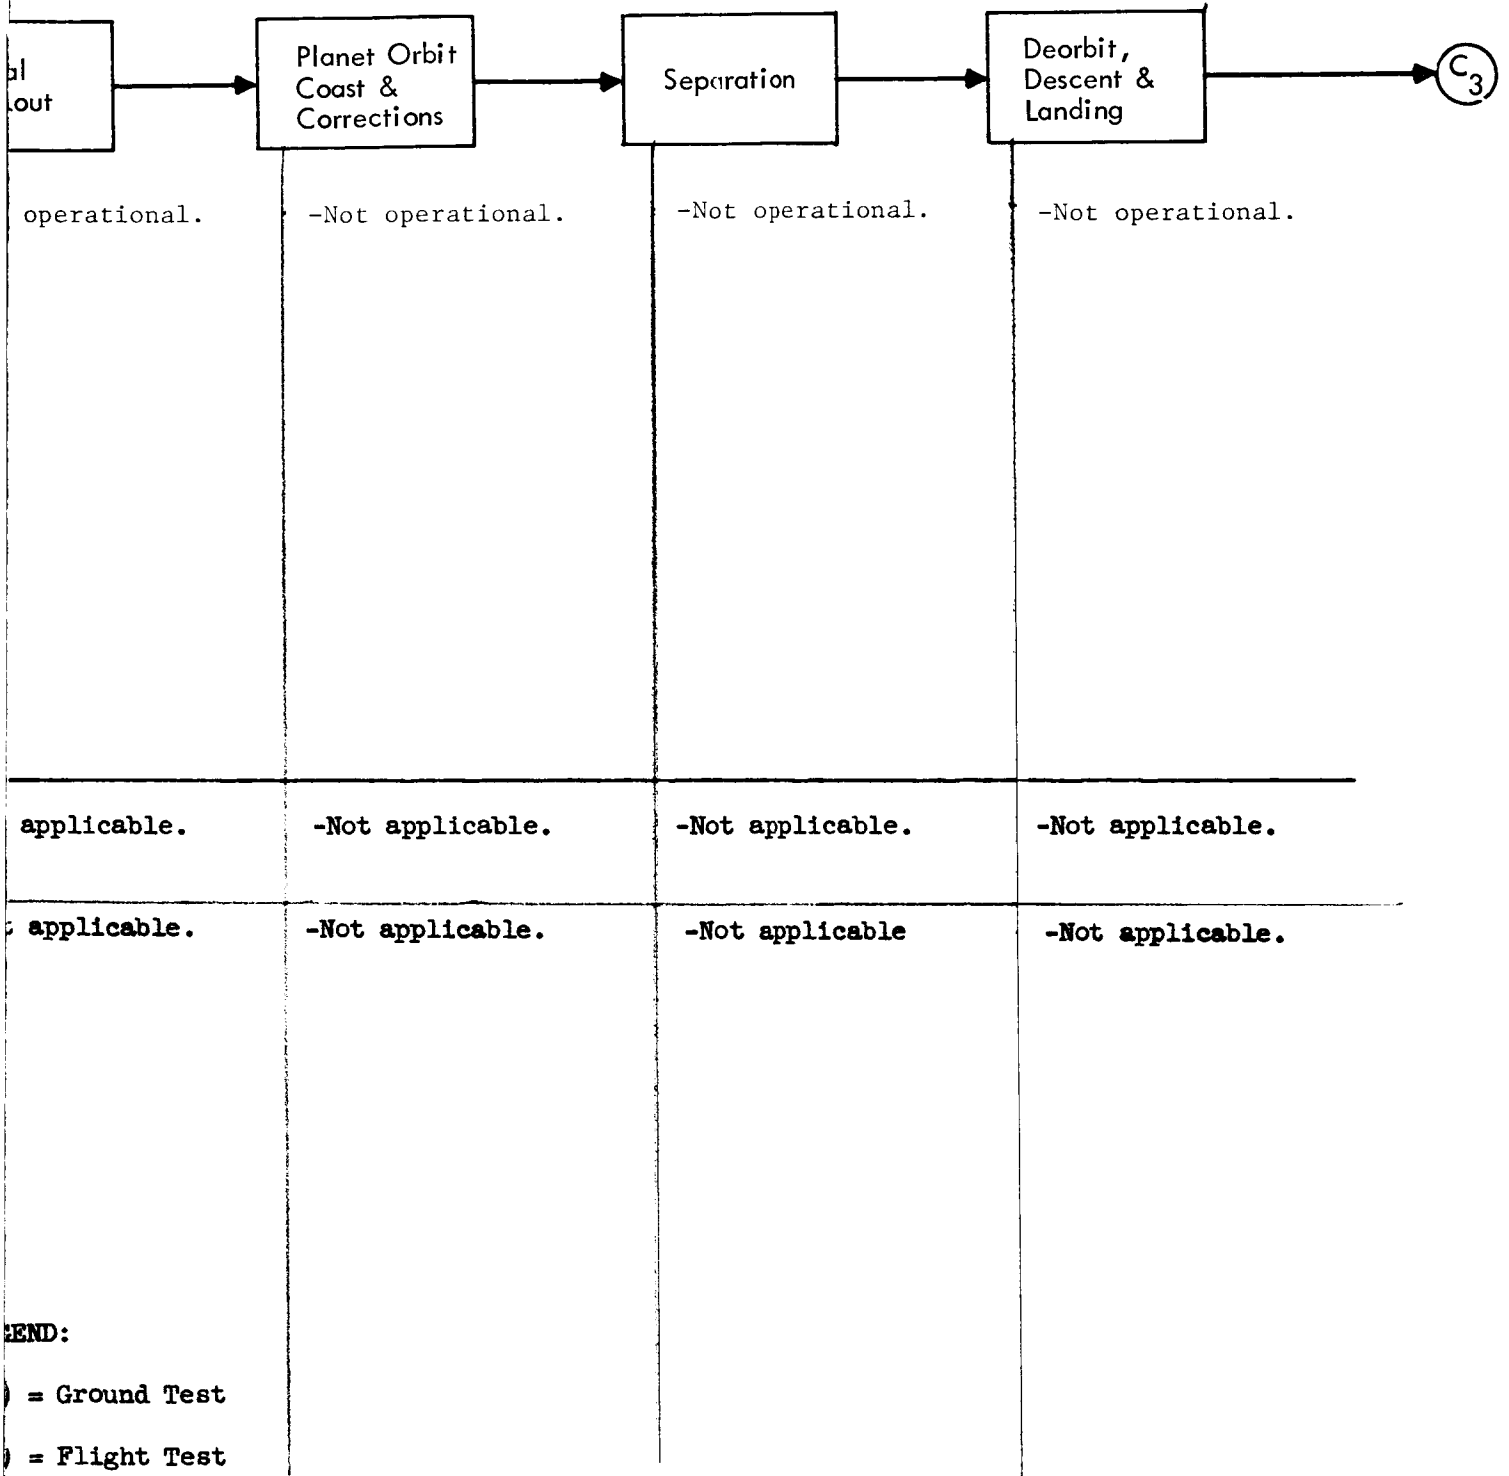 Planet Orbit
Coast &
Corrections
Separation
Deorbit,
Descent &
Landing
C3
operational.
-Not operational.
-Not operational.
-Not operational.
applicable.
-Not applicable.
-Not applicable.
-Not applicable.
applicable.
-Not applicable.
-Not applicable
-Not applicable.
) = Ground Test
) = Flight Test